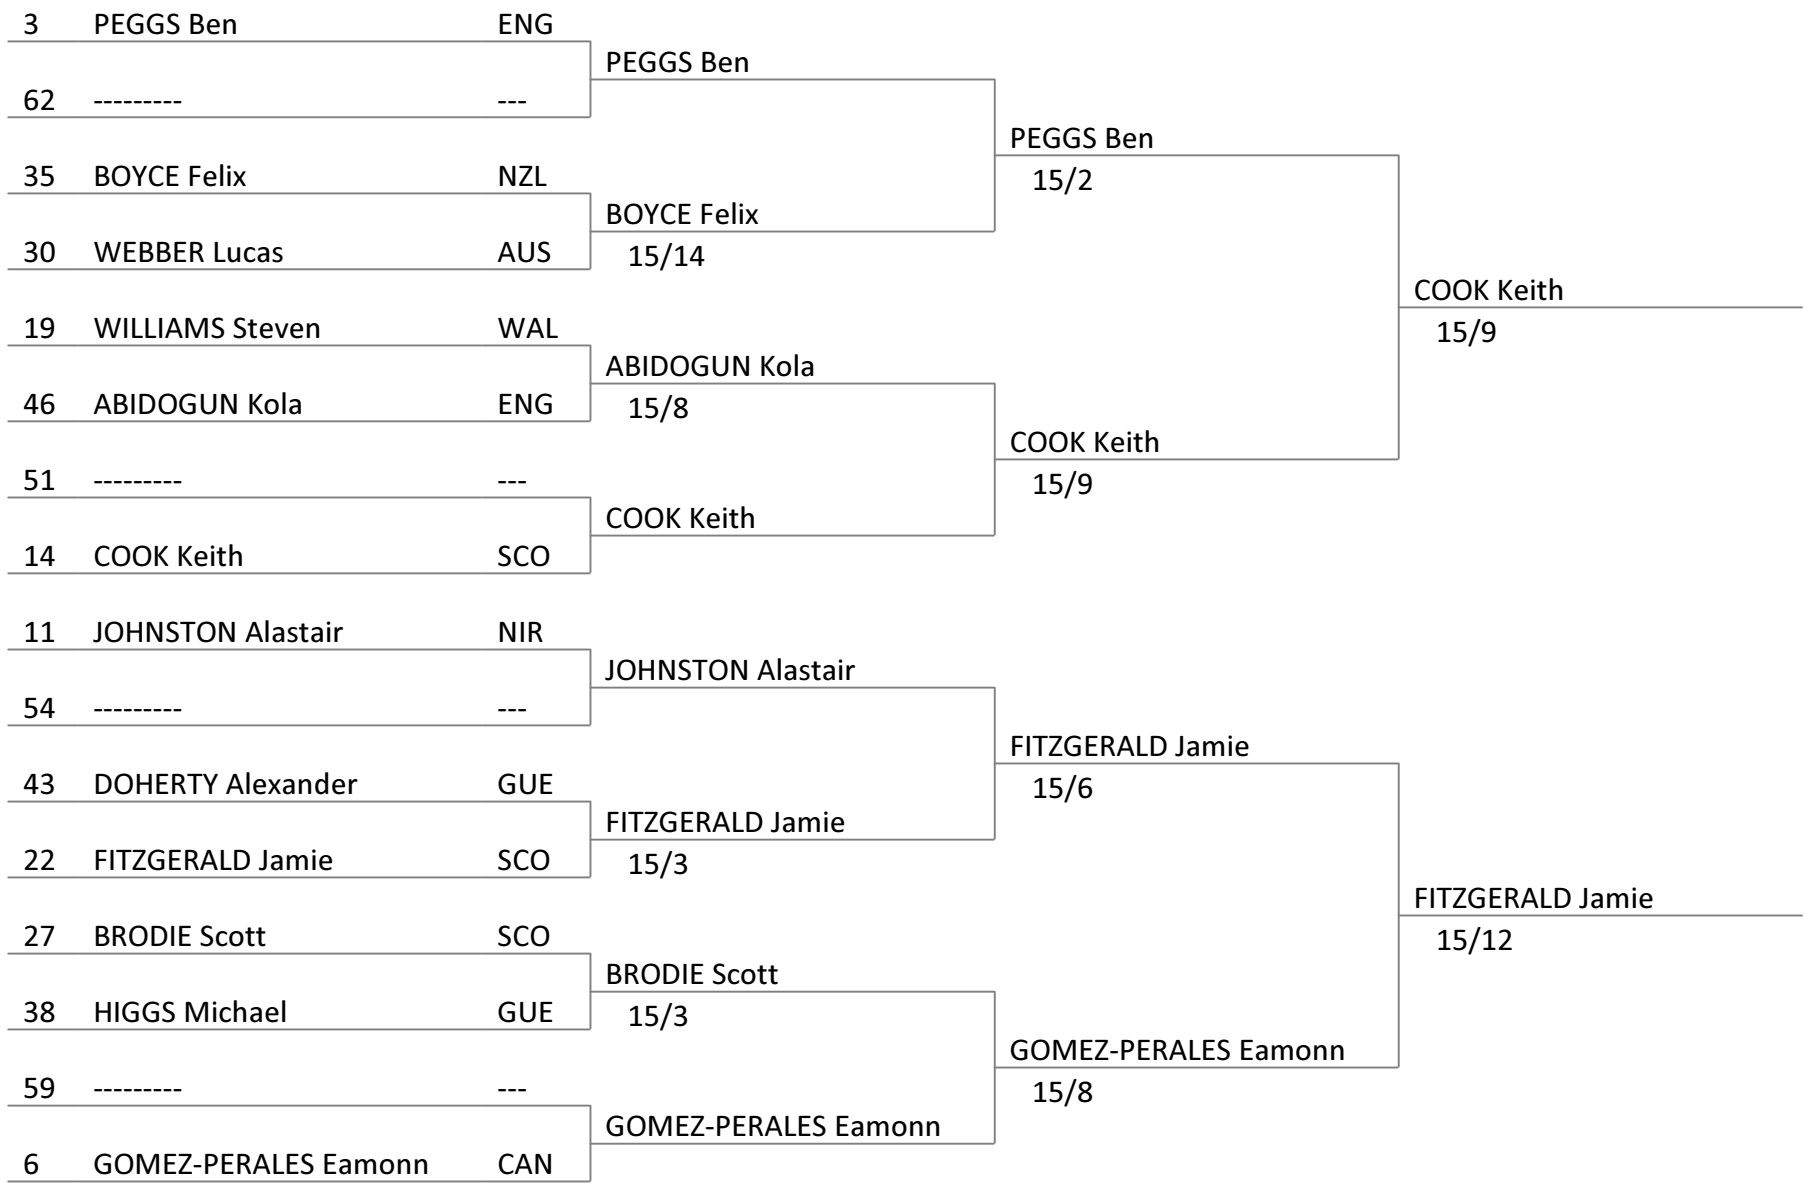 3 PEGGS Ben ENG
62 --------- ---
35 BOYCE Felix NZL
30 WEBBER Lucas AUS
19 WILLIAMS Steven WAL
46 ABIDOGUN Kola ENG
51 --------- ---
14 COOK Keith SCO
11 JOHNSTON Alastair NIR
54 --------- ---
43 DOHERTY Alexander GUE
22 FITZGERALD Jamie SCO
27 BRODIE Scott SCO
38 HIGGS Michael GUE
59 --------- ---
6 GOMEZ-PERALES Eamonn CAN
PEGGS Ben
BOYCE Felix
15/14
ABIDOGUN Kola
15/8
COOK Keith
JOHNSTON Alastair
FITZGERALD Jamie
15/3
BRODIE Scott
15/3
GOMEZ-PERALES Eamonn
PEGGS Ben
15/2
COOK Keith
15/9
FITZGERALD Jamie
15/6
GOMEZ-PERALES Eamonn
15/8
COOK Keith
15/9
FITZGERALD Jamie
15/12